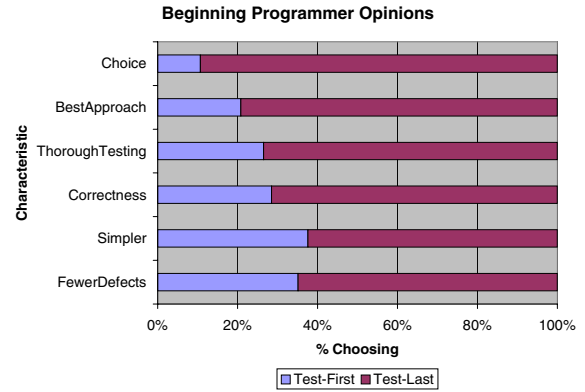 Beginning Programmer Opinions
Characteristic
Choice
BestApproach
ThoroughTesting
Correctness
Simpler
FewerDefects
0% 20% 40% 60% 80% 100%
% Choosing
Test-First Test-Last